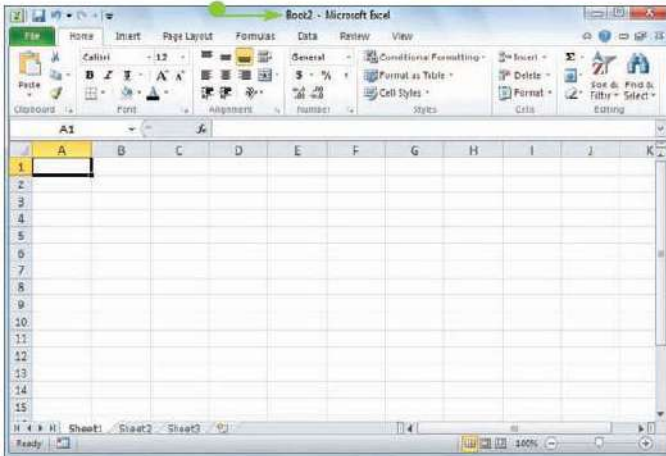 Book2 - Microsoft Excel
File Home Insert Page Layout Formulas Data Review View
Calibri 12 General Conditional Formatting Insert Σ
B I U A A $ % , Format as Table Delete
Paste A Cell Styles Format Sort & Filter Find & Select
Clipboard Font Alignment Number Styles Cells Editing
A1 fx
A B C D E F G H I J K
1
2
3
4
5
6
7
8
9
10
11
12
13
14
15
Sheet1 Sheet2 Sheet3
Ready 100%